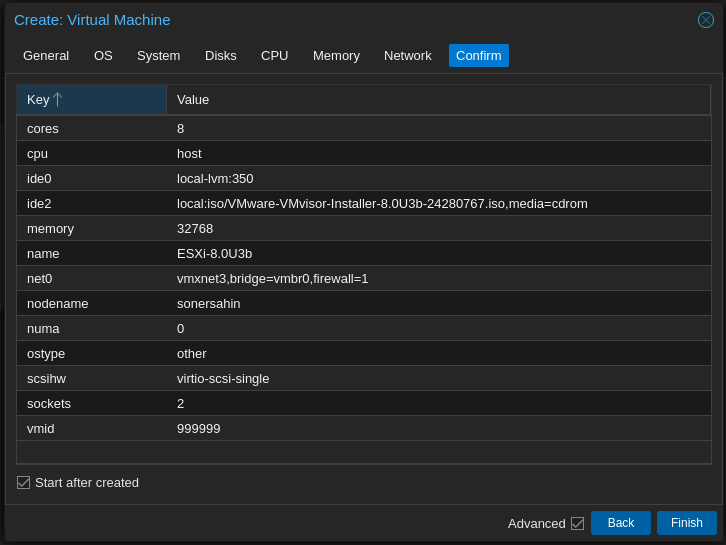 Create: Virtual Machine
General OS System Disks CPU Memory Network Confirm
Key Value
cores 8
cpu host
ide0 local-lvm:350
ide2 local:iso/VMware-VMvisor-Installer-8.0U3b-24280767.iso,media=cdrom
memory 32768
name ESXi-8.0U3b
net0 vmxnet3,bridge=vmbr0,firewall=1
nodename sonersahin
numa 0
ostype other
scsihw virtio-scsi-single
sockets 2
vmid 999999
Start after created
Advanced Back Finish